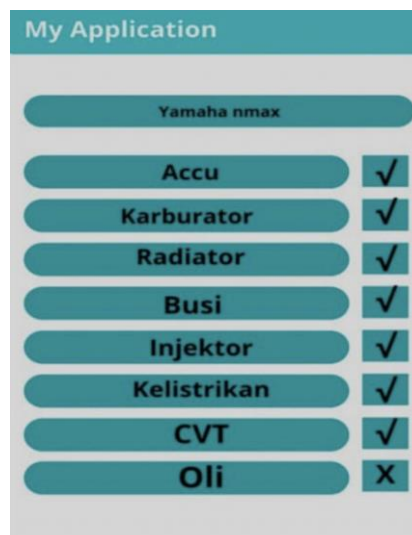 My Application
Yamaha nmax
Accu √
Karburator √
Radiator √
Busi √
Injektor √
Kelistrikan √
CVT √
Oli X